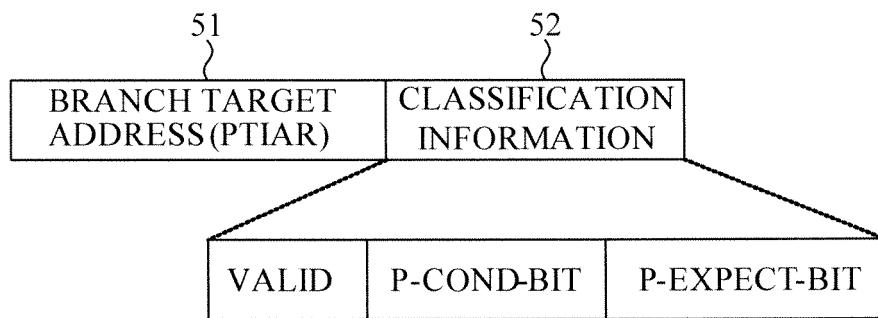 51
52
BRANCH TARGET
ADDRESS(PTIAR)
CLASSIFICATION
INFORMATION
VALID
P-COND-BIT
P-EXPECT-BIT